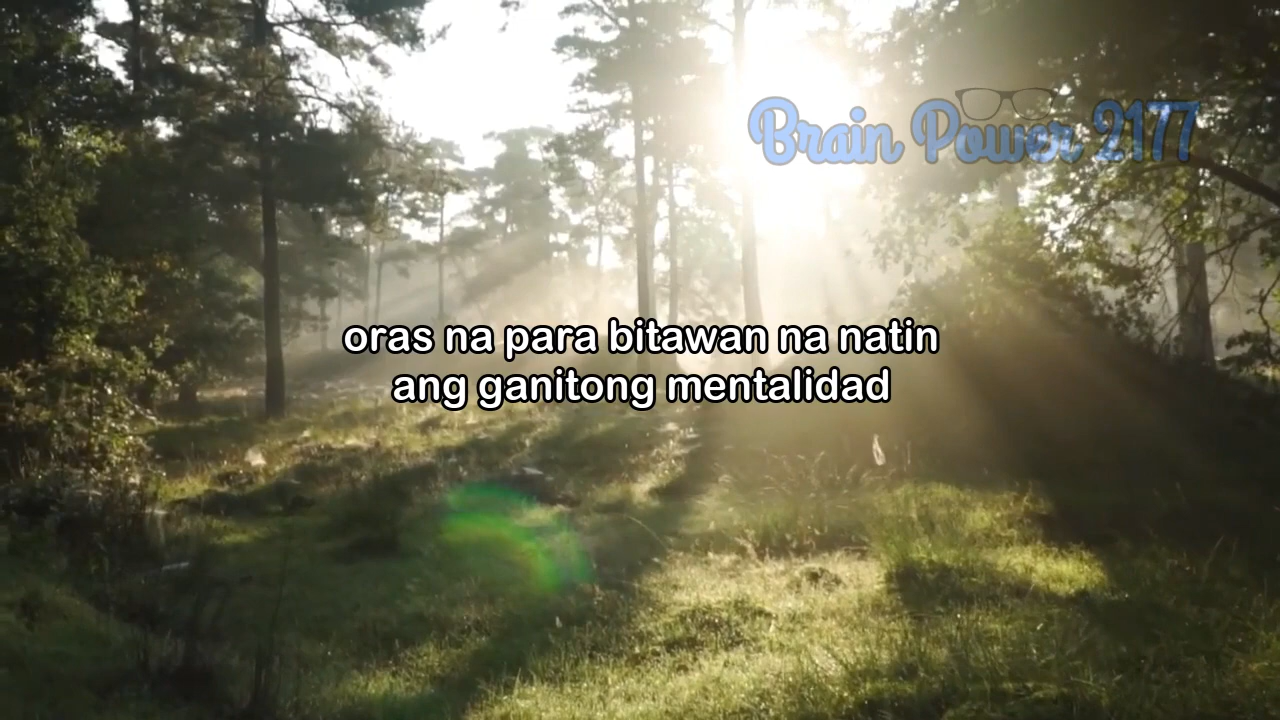 Brain Power 2177
oras na para bitawan na natin
ang ganitong mentalidad